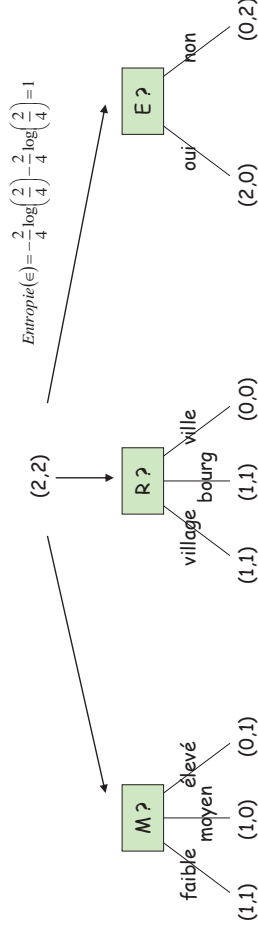 Entropie(∈) = − 2/4 log(2/4) − 2/4 log(2/4) = 1
(2,2)
M ?
R ?
E ?
faible
moyen
élevé
village
bourg
ville
oui
non
(1,1)
(1,0)
(0,1)
(1,1)
(1,1)
(0,0)
(2,0)
(0,2)